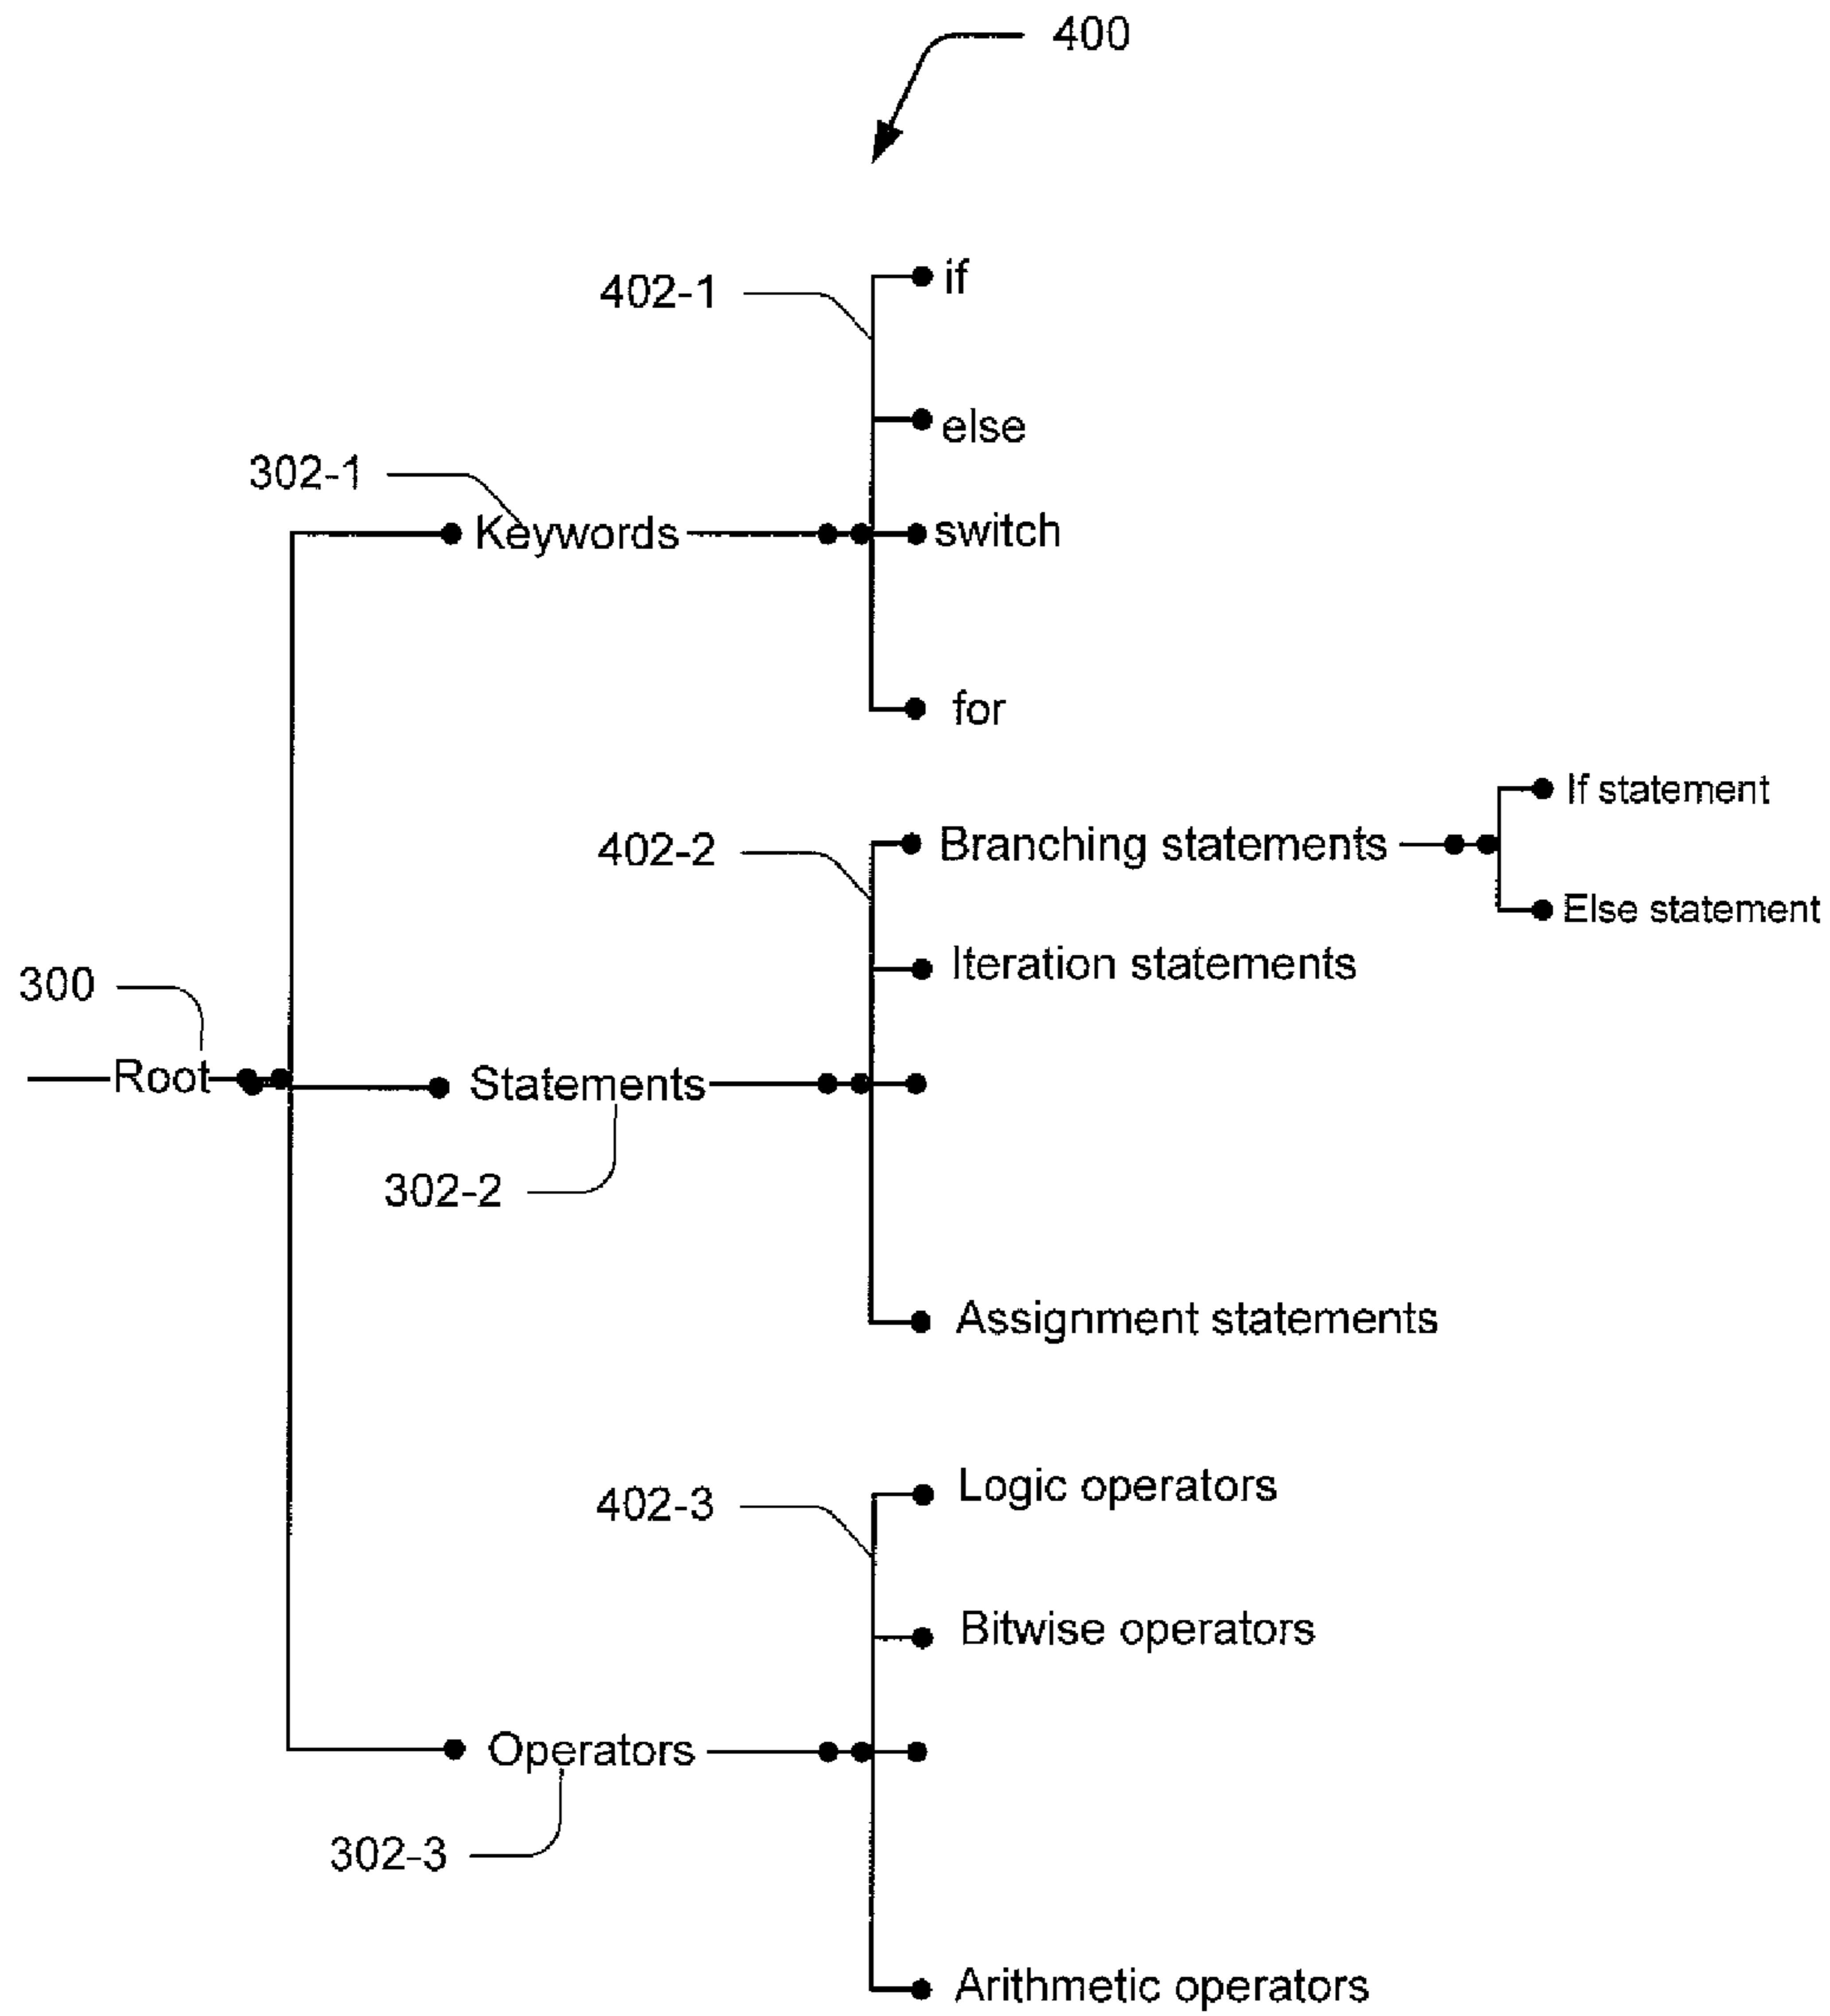 400
402-1
if
else
302-1
Keywords
switch
for
If statement
402-2
Branching statements
Else statement
Iteration statements
300
Root
Statements
302-2
Assignment statements
402-3
Logic operators
Bitwise operators
Operators
302-3
Arithmetic operators